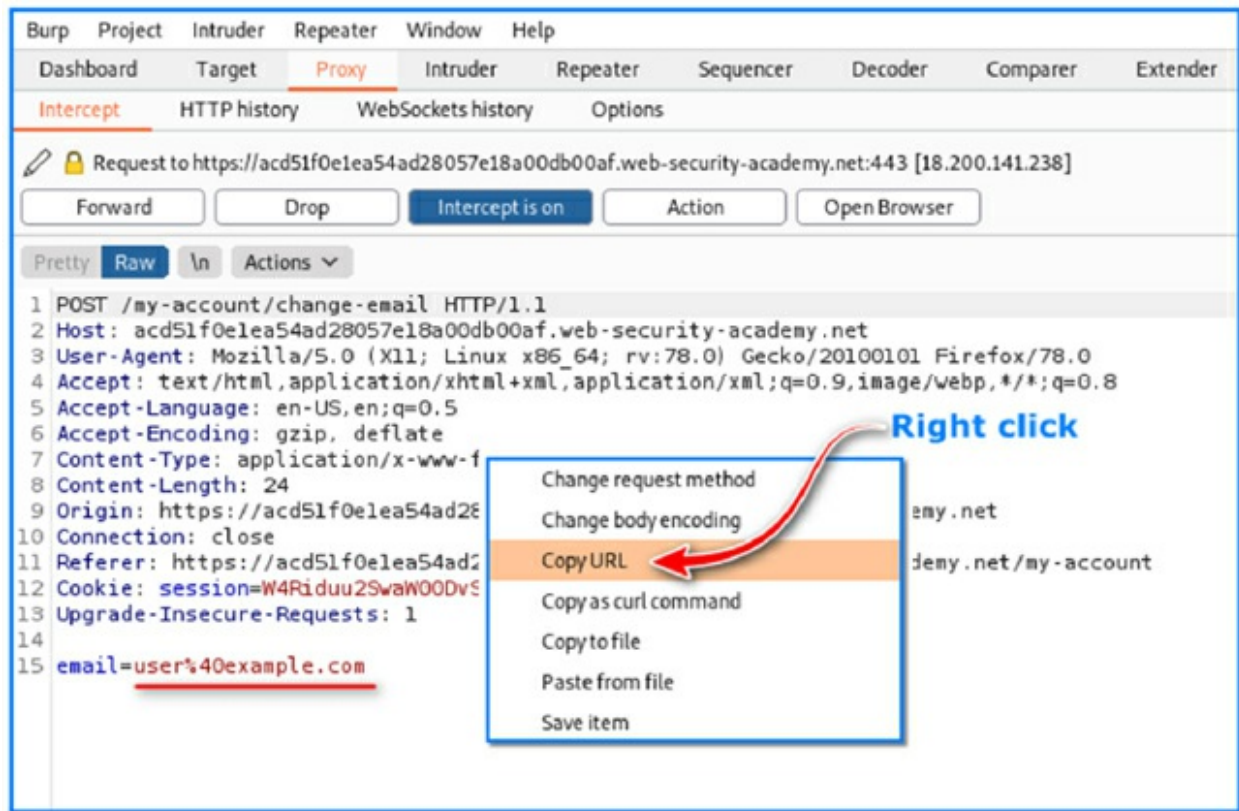 Burp Project Intruder Repeater Window Help
Dashboard Target Proxy Intruder Repeater Sequencer Decoder Comparer Extender
Intercept HTTP history WebSockets history Options
Request to https://acd51f0e1ea54ad28057e18a00db00af.web-security-academy.net:443 [18.200.141.238]
Forward Drop Intercept is on Action Open Browser
Pretty Raw \n Actions
1 POST /my-account/change-email HTTP/1.1
2 Host: acd51f0e1ea54ad28057e18a00db00af.web-security-academy.net
3 User-Agent: Mozilla/5.0 (X11; Linux x86_64; rv:78.0) Gecko/20100101 Firefox/78.0
4 Accept: text/html,application/xhtml+xml,application/xml;q=0.9,image/webp,*/*;q=0.8
5 Accept-Language: en-US,en;q=0.5
6 Accept-Encoding: gzip, deflate
Right click
7 Content-Type: application/x-www-f
8 Content-Length: 24
9 Origin: https://acd51f0e1ea54ad28 emy.net
10 Connection: close
11 Referer: https://acd51f0e1ea54ad2 demy.net/my-account
12 Cookie: session=W4Riduu2SwaWOODvS
13 Upgrade-Insecure-Requests: 1
14
15 email=user%40example.com
Change request method
Change body encoding
Copy URL
Copy as curl command
Copy to file
Paste from file
Save item